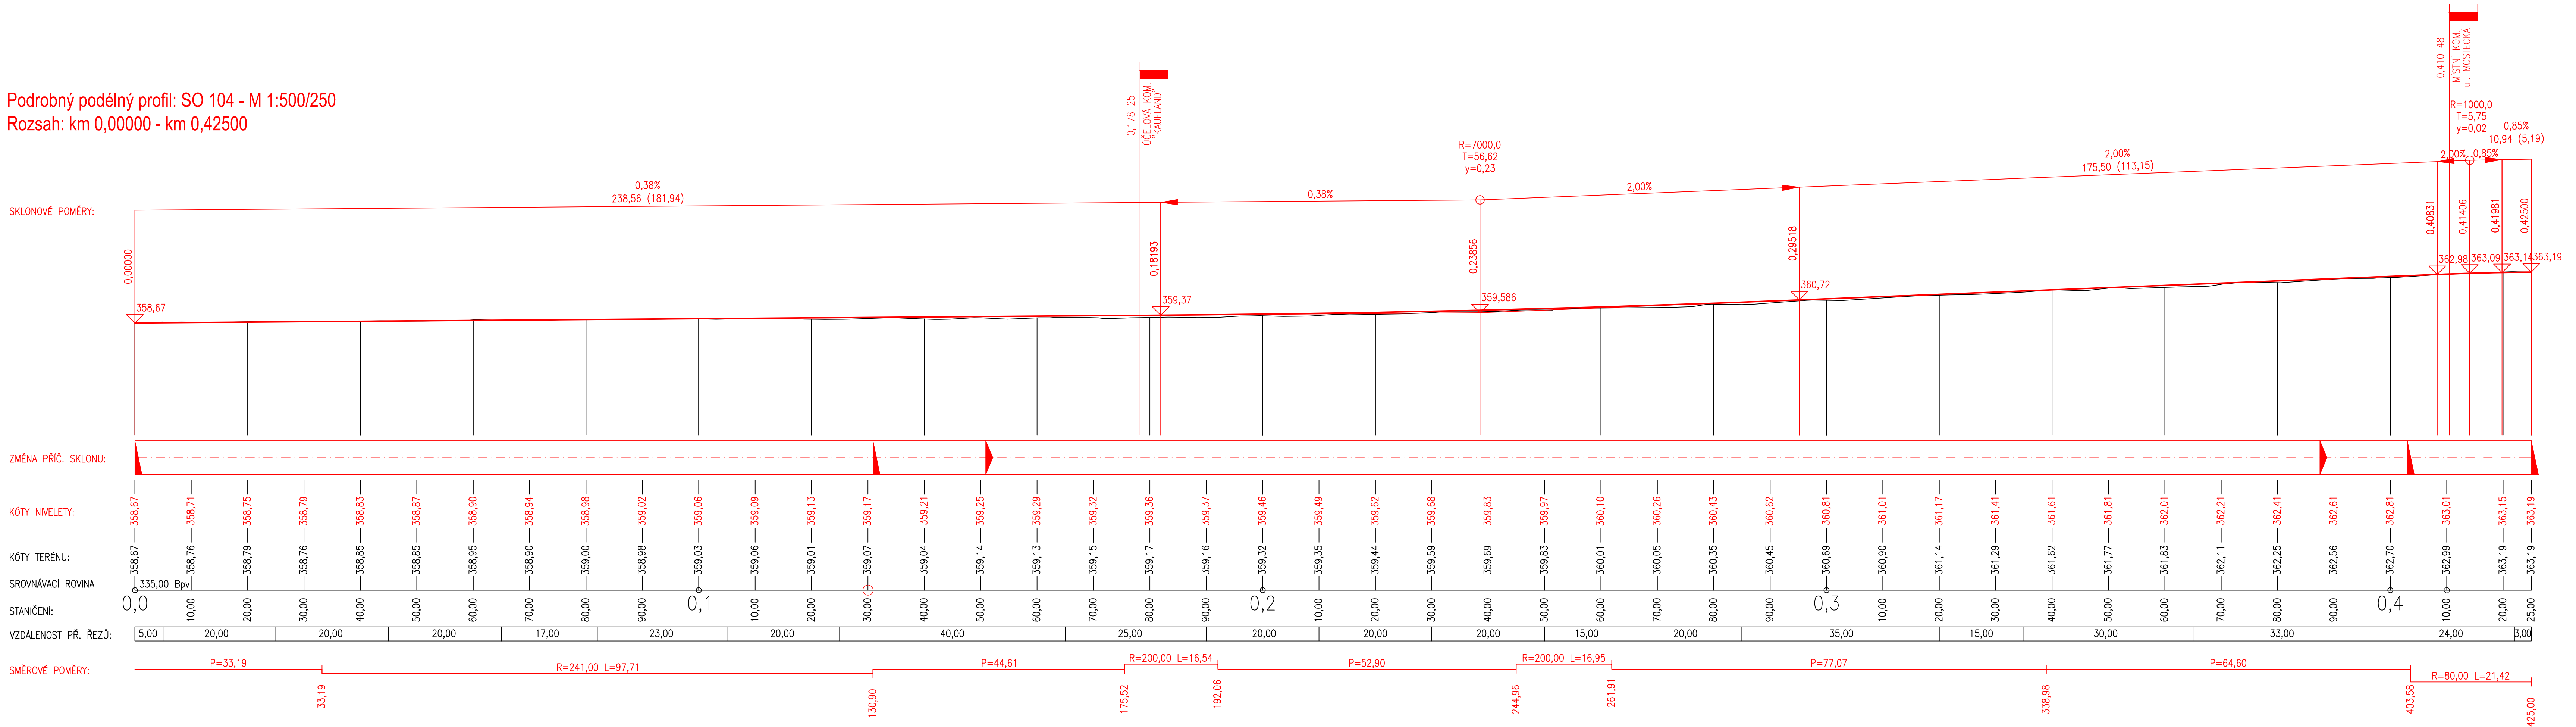 Podrobný podélný profil: SO 104 - M 1:500/250
Rozsah: km 0,00000 - km 0,42500
0,178 25
ÚČELOVÁ KOM.
"KAUFLAND"
0,410 48
MÍSTNÍ KOM.
ul. MOSTECKÁ
R=7000,0
T=56,62
y=0,23
R=1000,0
T=5,75
y=0,02
0,85%
10,94 (5,19)
SKLONOVÉ POMĚRY:
0,38%
238,56 (181,94)
0,38%
2,00%
2,00%
175,50 (113,15)
2,00%
0,85%
0,00000
0,18193
0,23856
0,29518
0,40831
0,41406
0,41981
0,42500
358,67
359,37
359,586
360,72
362,98
363,09
363,14
363,19
ZMĚNA PŘÍČ. SKLONU:
KÓTY NIVELETY:
358,67 358,71 358,75 358,79 358,83 358,87 358,90 358,94 358,98 359,02 359,06 359,09 359,13 359,17 359,21 359,25 359,29 359,32 359,36 359,37 359,46 359,49 359,62 359,68 359,83 359,97 360,10 360,26 360,43 360,62 360,81 361,01 361,17 361,41 361,61 361,81 362,01 362,21 362,41 362,61 362,81 363,01 363,15 363,19
KÓTY TERÉNU:
358,67 358,76 358,79 358,76 358,85 358,85 358,95 358,90 359,00 358,98 359,03 359,06 359,01 359,07 359,04 359,14 359,13 359,15 359,17 359,16 359,32 359,35 359,44 359,59 359,69 359,83 360,01 360,05 360,35 360,45 360,69 360,90 361,14 361,29 361,62 361,77 361,83 362,11 362,25 362,56 362,70 362,99 363,19 363,19
SROVNÁVACÍ ROVINA 335,00 Bpv
STANIČENÍ:
0,0 10,00 20,00 30,00 40,00 50,00 60,00 70,00 80,00 90,00 0,1 10,00 20,00 30,00 40,00 50,00 60,00 70,00 80,00 90,00 0,2 10,00 20,00 30,00 40,00 50,00 60,00 70,00 80,00 90,00 0,3 10,00 20,00 30,00 40,00 50,00 60,00 70,00 80,00 90,00 0,4 10,00 20,00 25,00
VZDÁLENOST PŘ. ŘEZŮ:
5,00 20,00 20,00 20,00 17,00 23,00 20,00 40,00 25,00 20,00 20,00 20,00 15,00 20,00 35,00 15,00 30,00 33,00 24,00 3,00
SMĚROVÉ POMĚRY:
P=33,19 R=241,00 L=97,71 P=44,61 R=200,00 L=16,54 P=52,90 R=200,00 L=16,95 P=77,07 P=64,60 R=80,00 L=21,42
33,19 130,90 175,52 192,06 244,96 261,91 338,98 403,58 425,00